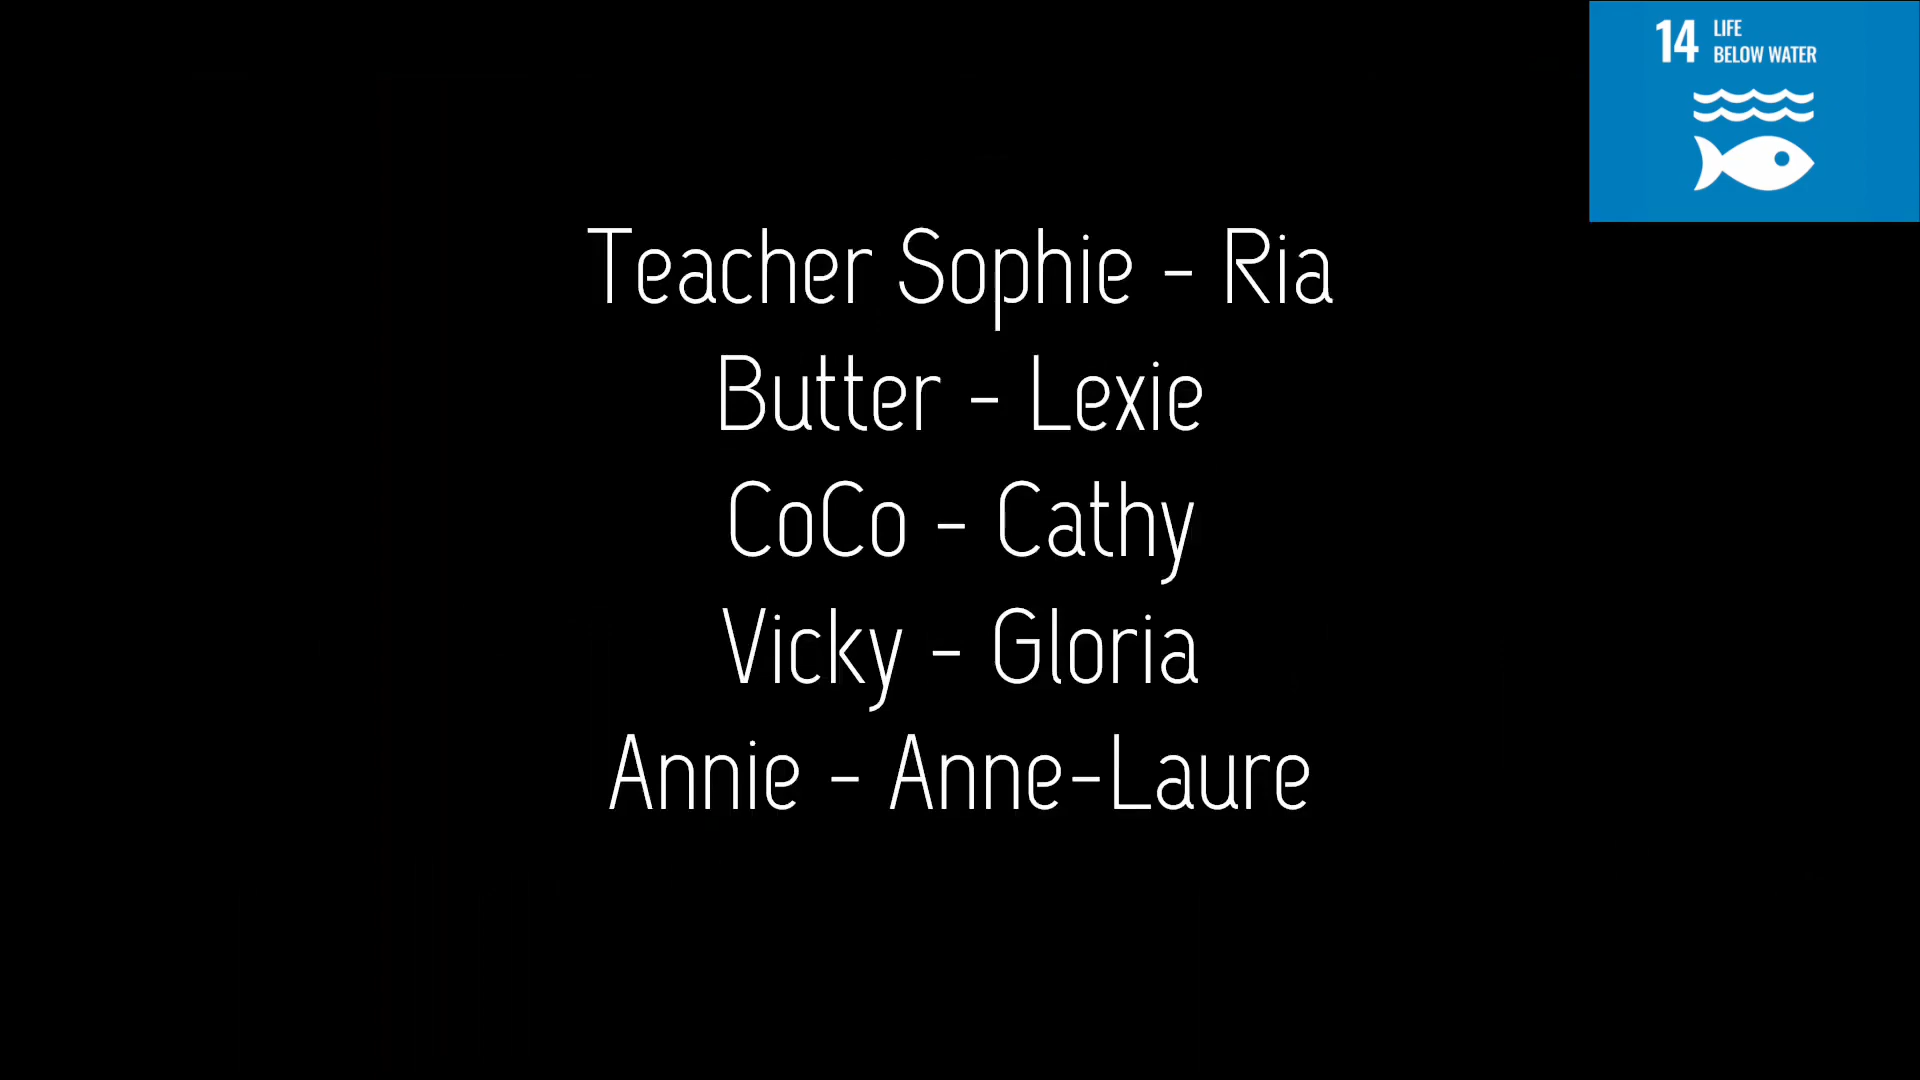 14 LIFE
BELOW WATER
Teacher Sophie - Ria
Butter - Lexie
CoCo - Cathy
Vicky - Gloria
Annie - Anne-Laure